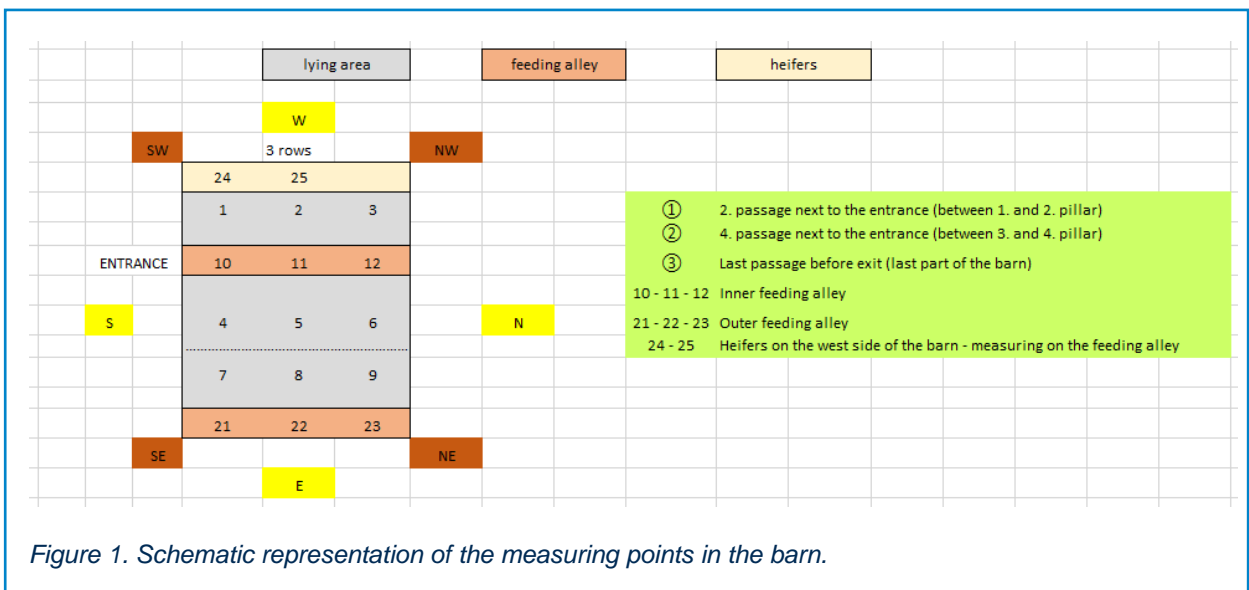 lying area feeding alley heifers
W
SW 3 rows NW
24 25
1 2 3
① 2. passage next to the entrance (between 1. and 2. pillar)
② 4. passage next to the entrance (between 3. and 4. pillar)
ENTRANCE 10 11 12
③ Last passage before exit (last part of the barn)
10 - 11 - 12 Inner feeding alley
S 4 5 6 N
21 - 22 - 23 Outer feeding alley
24 - 25 Heifers on the west side of the barn - measuring on the feeding alley
7 8 9
21 22 23
SE NE
E
Figure 1. Schematic representation of the measuring points in the barn.